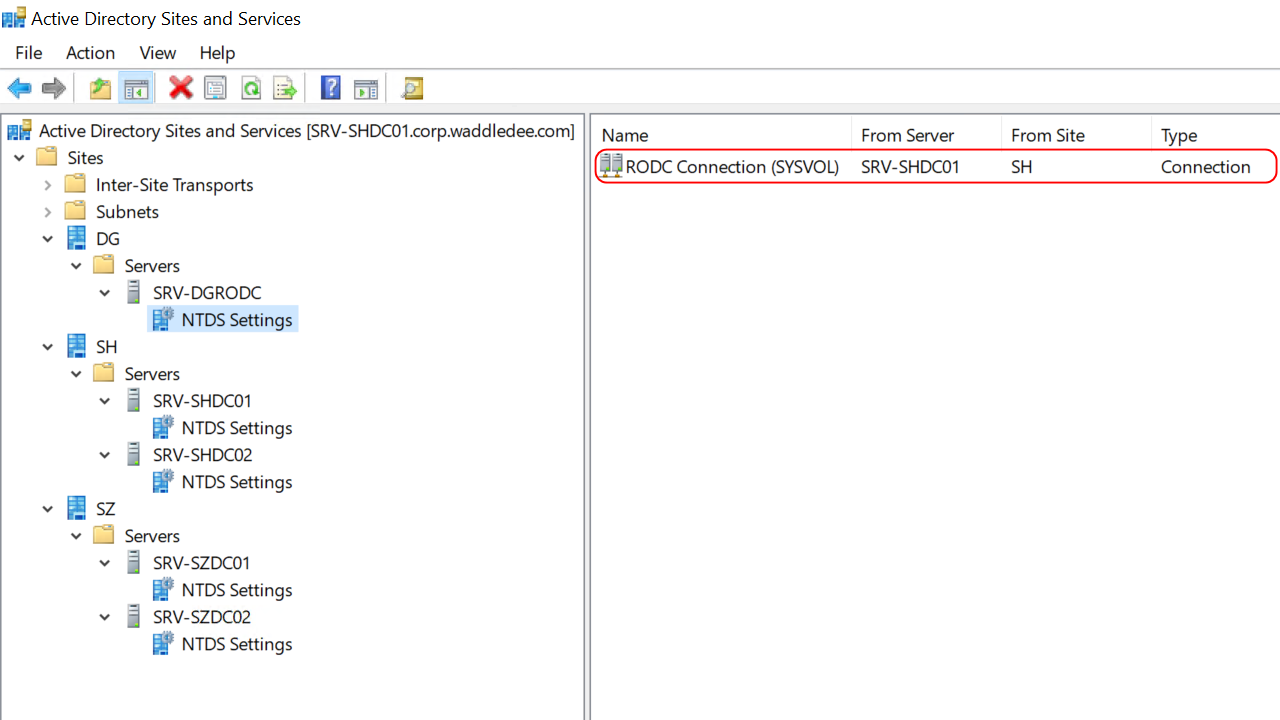 Active Directory Sites and Services
File Action View Help
Active Directory Sites and Services [SRV-SHDC01.corp.waddledee.com]
Sites
Inter-Site Transports
Subnets
DG
Servers
SRV-DGRODC
NTDS Settings
SH
Servers
SRV-SHDC01
NTDS Settings
SRV-SHDC02
NTDS Settings
SZ
Servers
SRV-SZDC01
NTDS Settings
SRV-SZDC02
NTDS Settings
Name From Server From Site Type
RODC Connection (SYSVOL) SRV-SHDC01 SH Connection